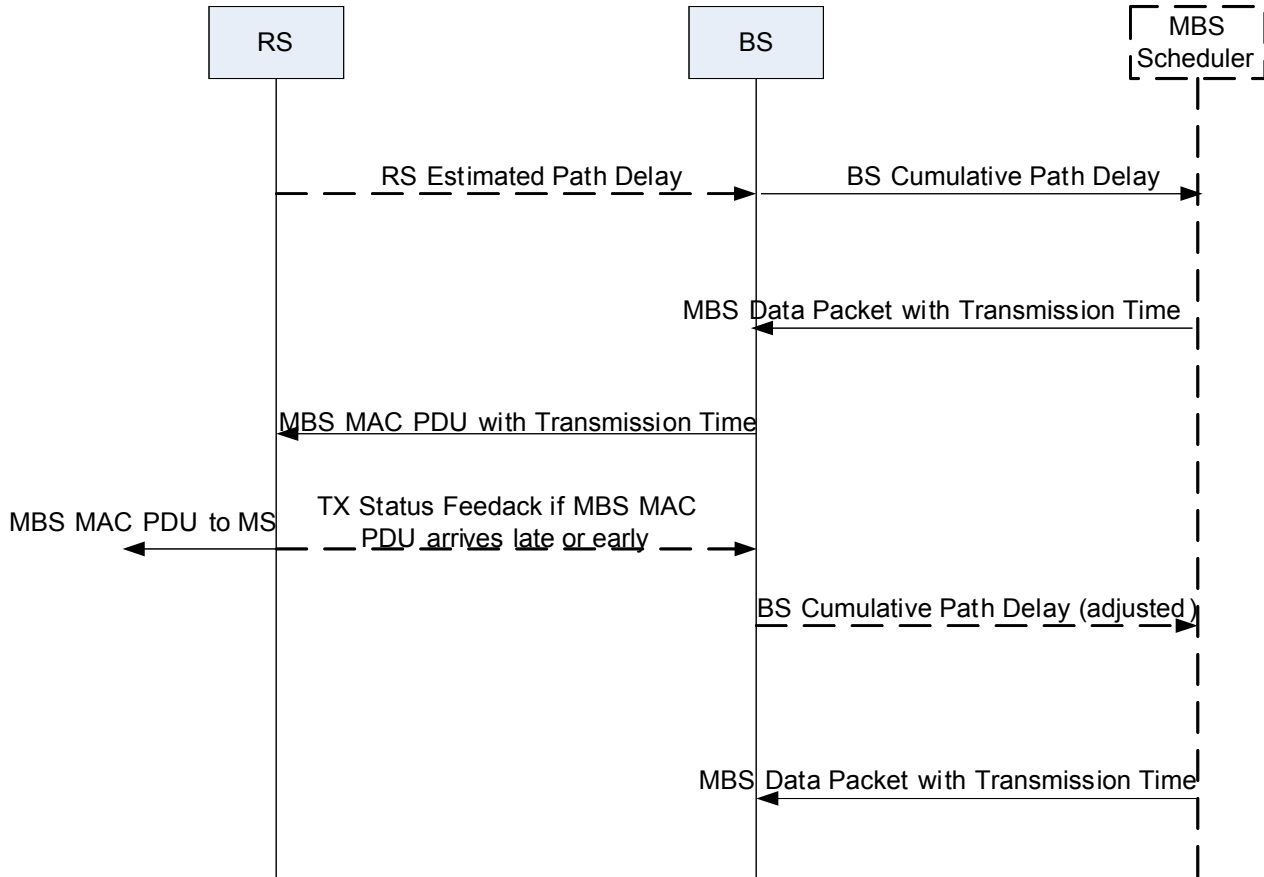 RS
BS
MBS
Scheduler
RS Estimated Path Delay
BS Cumulative Path Delay
MBS Data Packet with Transmission Time
MBS MAC PDU with Transmission Time
MBS MAC PDU to MS
TX Status Feedack if MBS MAC
PDU arrives late or early
BS Cumulative Path Delay (adjusted)
MBS Data Packet with Transmission Time